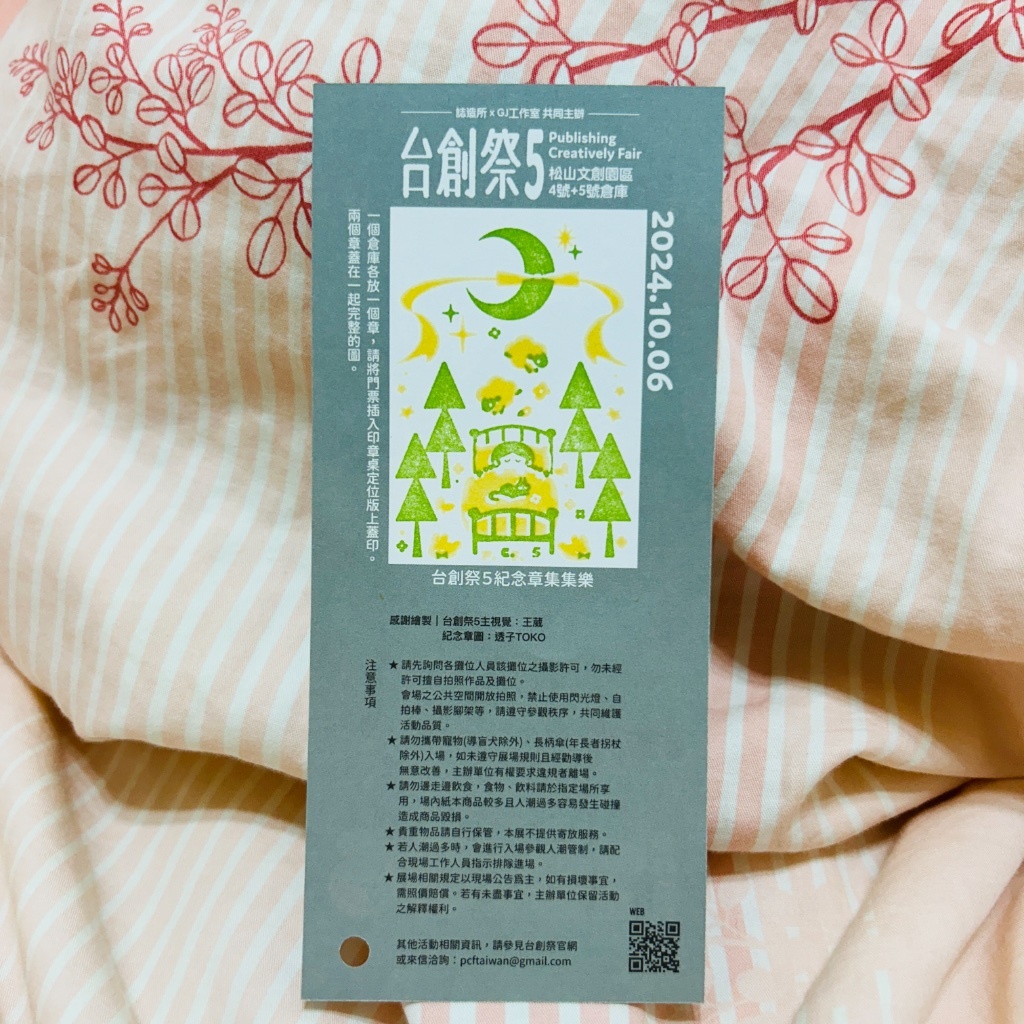 誌造所 x GJ工作室 共同主辦
台創祭5
Publishing
Creatively Fair
松山文創園區
4號+5號倉庫
2024.10.06
一個倉庫各放一個章，請將門票插入印章桌定位版上蓋印。
兩個章蓋在一起完整的圖。
C. 5
台創祭5紀念章集集樂
感謝繪製｜台創祭5主視覺：王蔵
紀念章圖：透子TOKO
注意事項
★ 請先詢問各攤位人員該攤位之攝影許可，勿未經
許可擅自拍照作品及攤位。
會場之公共空間開放拍照，禁止使用閃光燈、自
拍棒、攝影腳架等，請遵守參觀秩序，共同維護
活動品質。
★ 請勿攜帶寵物(導盲犬除外)、長柄傘(年長者拐杖
除外)入場，如未遵守展場規則且經勸導後
無意改善，主辦單位有權要求違規者離場。
★ 請勿邊走邊飲食，食物、飲料請於指定場所享
用，場內紙本商品較多且人潮過多容易發生碰撞
造成商品毀損。
★ 貴重物品請自行保管，本展不提供寄放服務。
★ 若人潮過多時，會進行入場參觀人潮管制，請配
合現場工作人員指示排隊進場。
★ 展場相關規定以現場公告為主，如有損壞事宜，
需照價賠償。若有未盡事宜，主辦單位保留活動
之解釋權利。
WEB
其他活動相關資訊，請參見台創祭官網
或來信洽詢：pcftaiwan@gmail.com